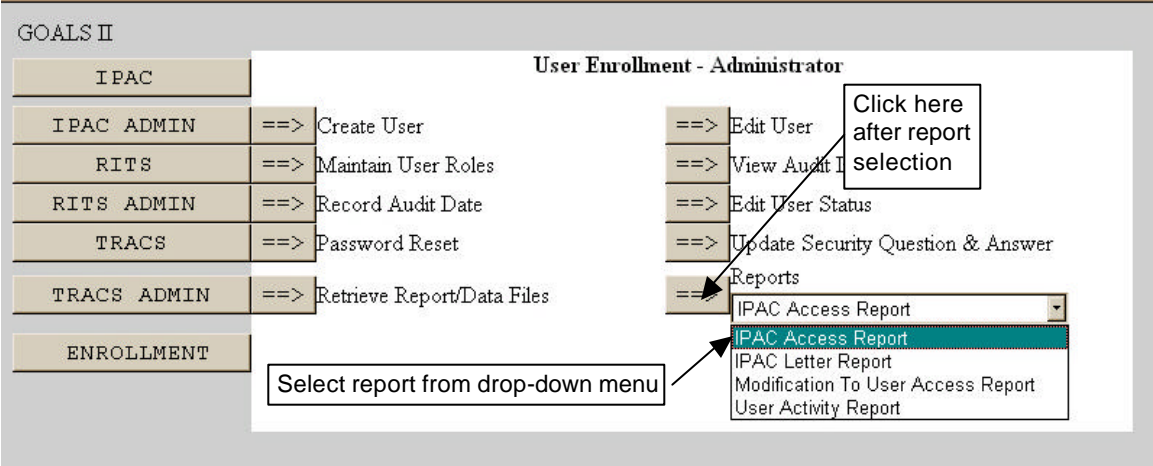 GOALS II
User Enrollment - Administrator
IPAC
Click here
after report
selection
IPAC ADMIN
==> Create User
==> Edit User
RITS
==> Maintain User Roles
==> View Audit
RITS ADMIN
==> Record Audit Date
==> Edit User Status
TRACS
==> Password Reset
==> Update Security Question & Answer
TRACS ADMIN
==> Retrieve Report/Data Files
==> Reports
IPAC Access Report
IPAC Access Report
IPAC Letter Report
Modification To User Access Report
User Activity Report
ENROLLMENT
Select report from drop-down menu